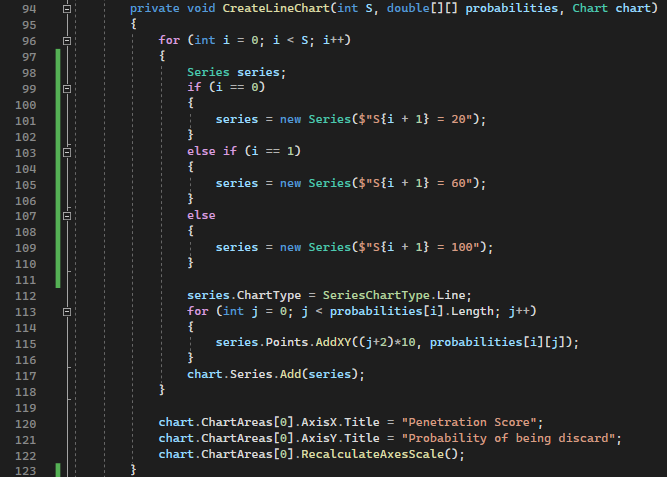 94 private void CreateLineChart(int S, double[][] probabilities, Chart chart)
95 {
96 for (int i = 0; i < S; i++)
97 {
98 Series series;
99 if (i == 0)
100 {
101 series = new Series($"S{i + 1} = 20");
102 }
103 else if (i == 1)
104 {
105 series = new Series($"S{i + 1} = 60");
106 }
107 else
108 {
109 series = new Series($"S{i + 1} = 100");
110 }
111
112 series.ChartType = SeriesChartType.Line;
113 for (int j = 0; j < probabilities[i].Length; j++)
114 {
115 series.Points.AddXY((j+2)*10, probabilities[i][j]);
116 }
117 chart.Series.Add(series);
118 }
119
120 chart.ChartAreas[0].AxisX.Title = "Penetration Score";
121 chart.ChartAreas[0].AxisY.Title = "Probability of being discard";
122 chart.ChartAreas[0].RecalculateAxesScale();
123 }